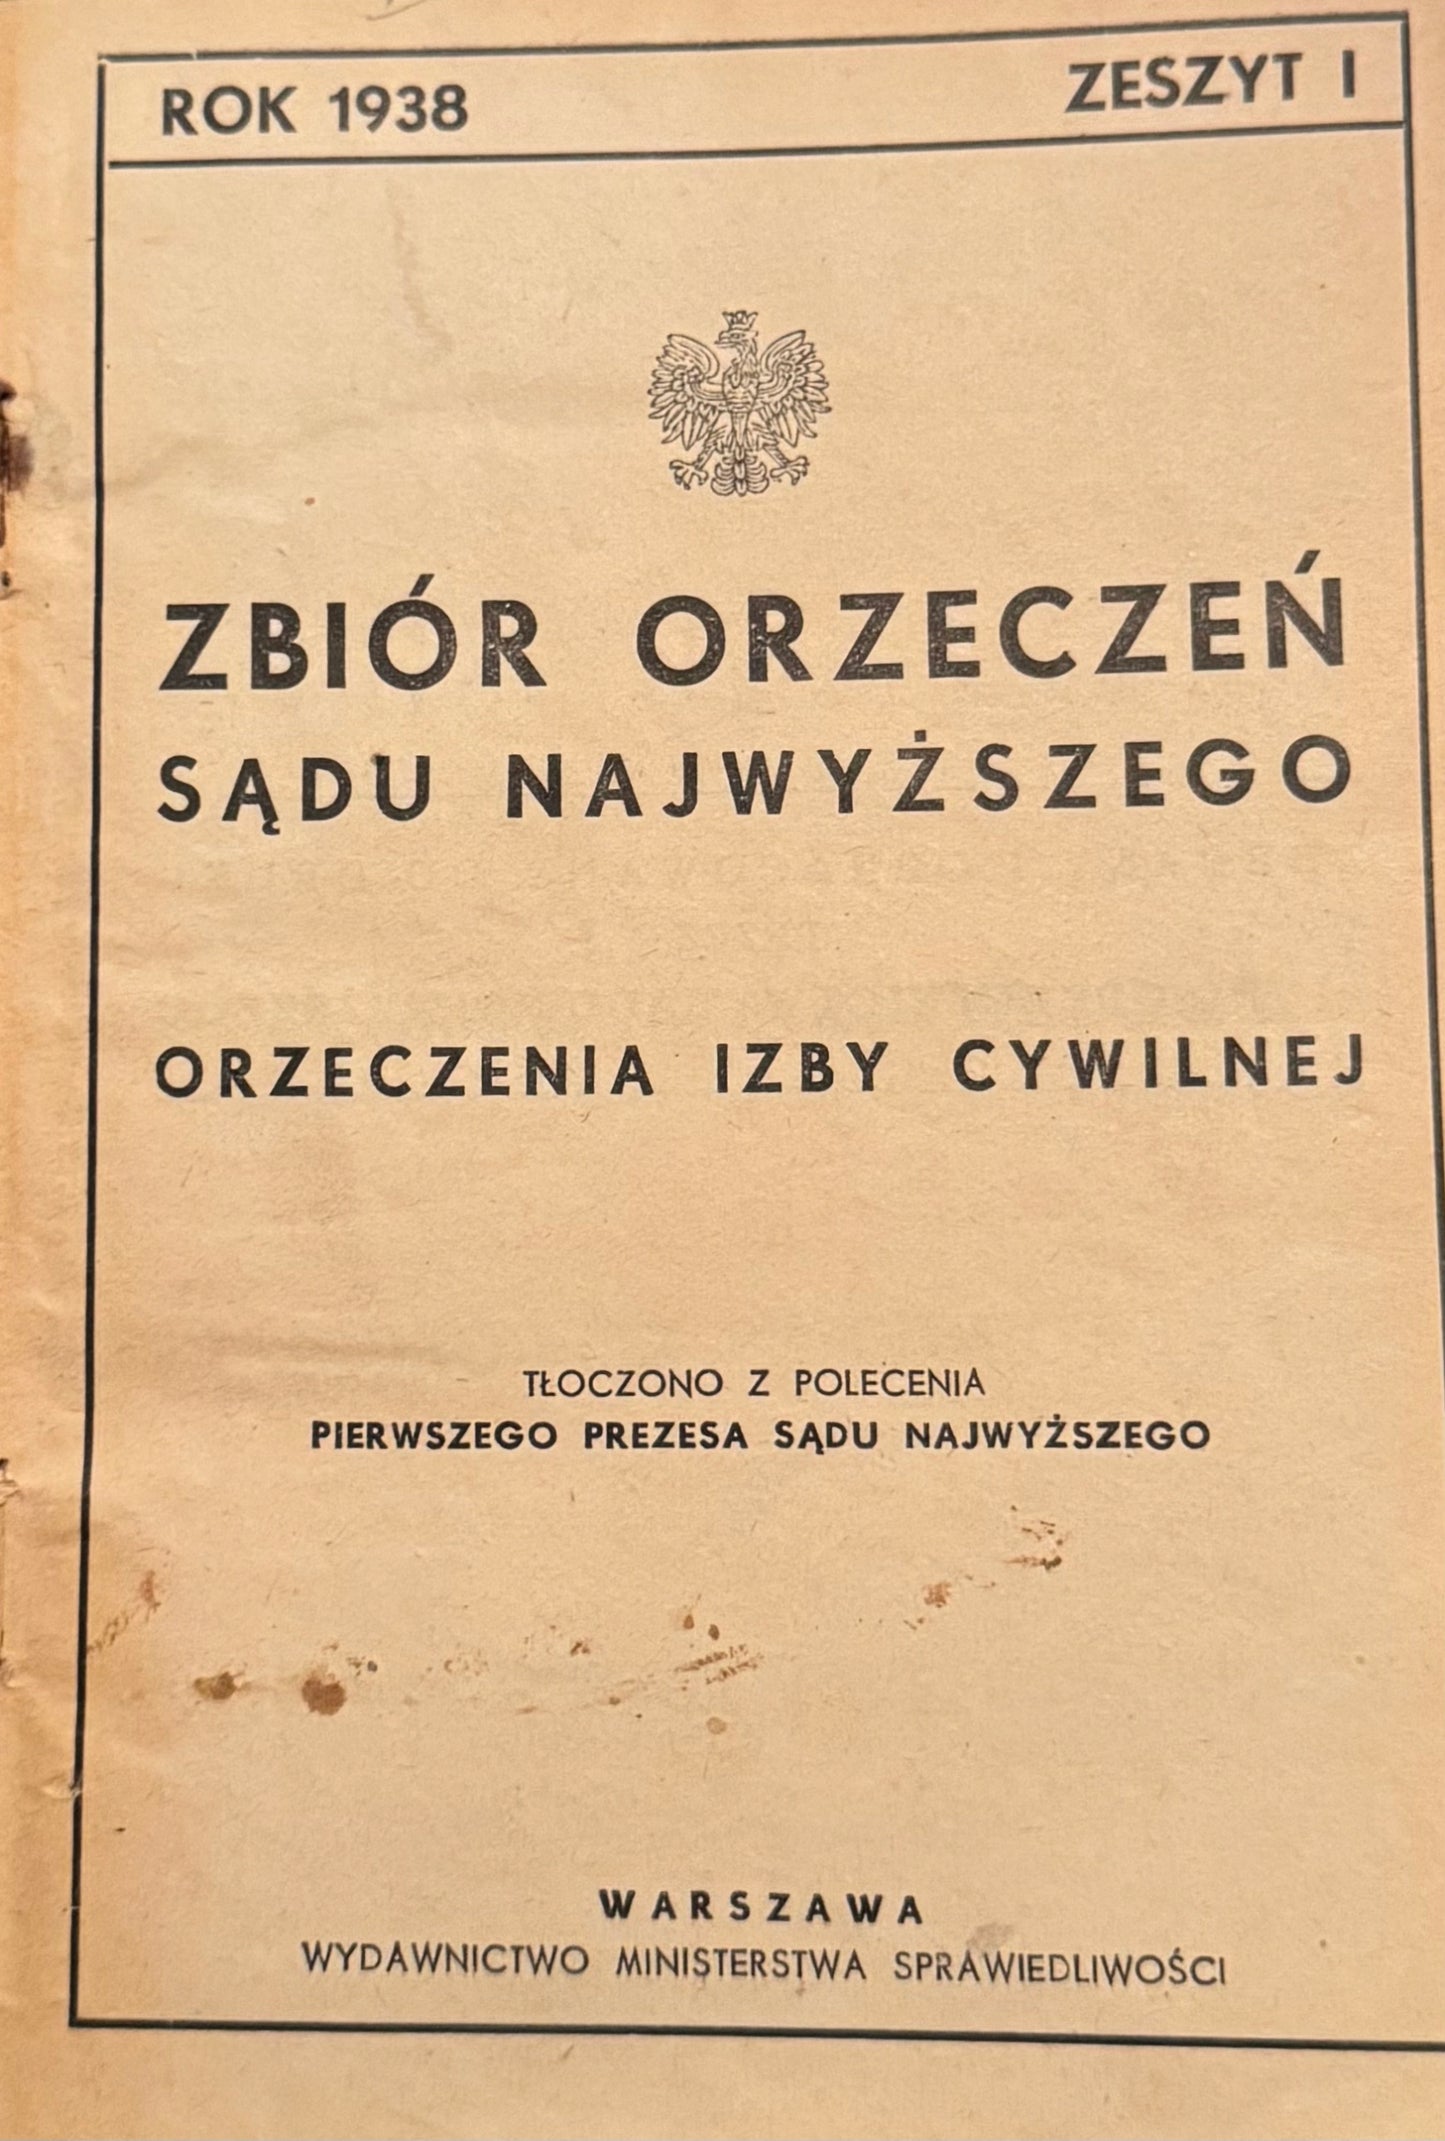 ROK 1938 ZESZYT I
ZBIÓR ORZECZEŃ
SĄDU NAJWYŻSZEGO
ORZECZENIA IZBY CYWILNEJ
TŁOCZONO Z POLECENIA
PIERWSZEGO PREZESA SĄDU NAJWYŻSZEGO
WARSZAWA
WYDAWNICTWO MINISTERSTWA SPRAWIEDLIWOŚCI